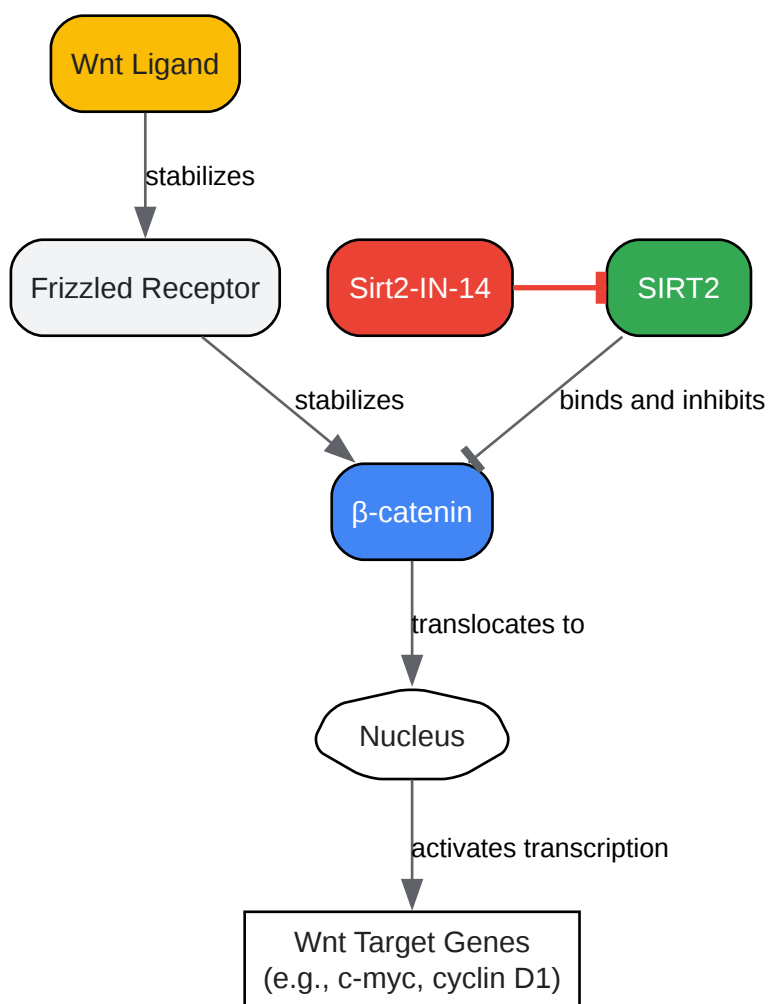 Wnt Ligand
stabilizes
Frizzled Receptor
Sirt2-IN-14
SIRT2
stabilizes
binds and inhibits
β-catenin
translocates to
Nucleus
activates transcription
Wnt Target Genes
(e.g., c-myc, cyclin D1)